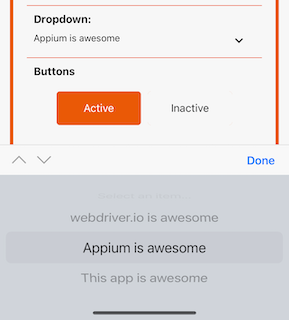 Dropdown:
Appium is awesome
Buttons
Active
Inactive
Done
webdriver.io is awesome
Appium is awesome
This app is awesome